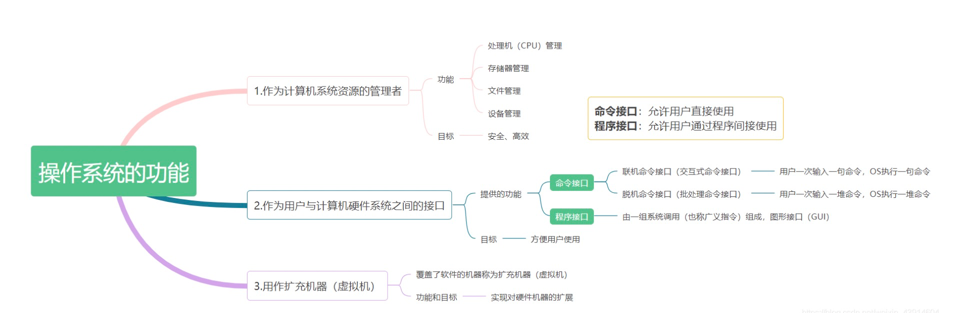 操作系统的功能
1.作为计算机系统资源的管理者
功能
处理机（CPU）管理
存储器管理
文件管理
设备管理
目标
安全、高效
命令接口：允许用户直接使用
程序接口：允许用户通过程序间接使用
2.作为用户与计算机硬件系统之间的接口
提供的功能
命令接口
联机命令接口（交互式命令接口）
用户一次输入一句命令，OS执行一句命令
脱机命令接口（批处理命令接口）
用户一次输入一堆命令，OS执行一堆命令
程序接口
由一组系统调用（也称广义指令）组成，图形接口（GUI）
目标
方便用户使用
3.用作扩充机器（虚拟机）
覆盖了软件的机器称为扩充机器（虚拟机）
功能和目标
实现对硬件机器的扩展